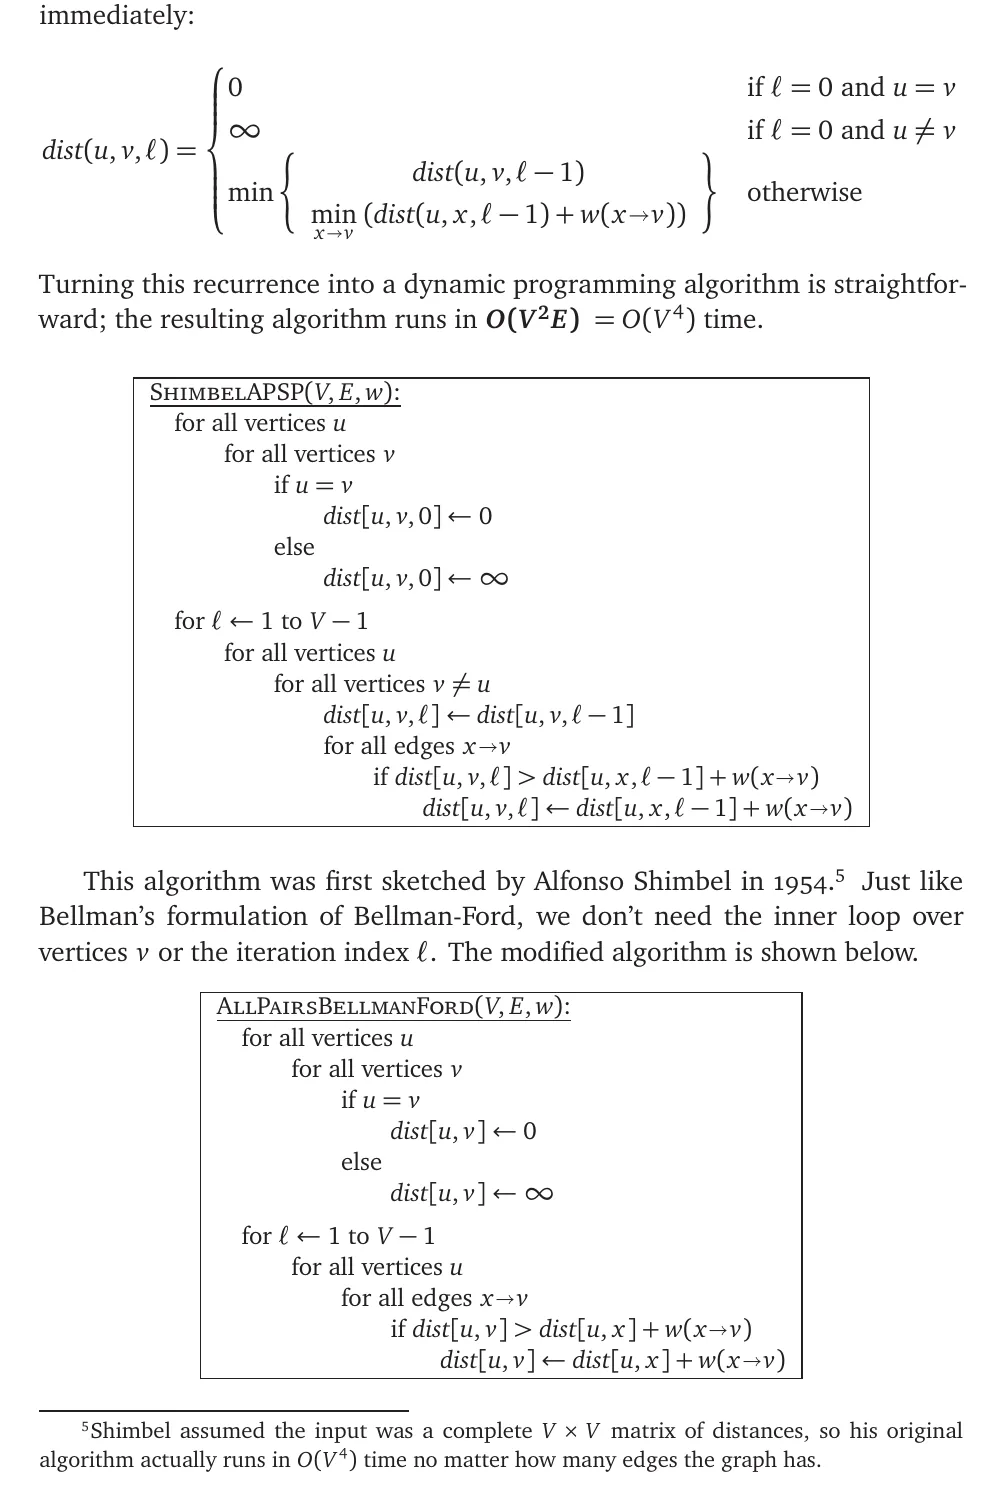 immediately:
dist(u, v, ℓ) = { 0 if ℓ = 0 and u = v
∞ if ℓ = 0 and u ≠ v
min { dist(u, v, ℓ − 1)
min x→v (dist(u, x, ℓ − 1) + w(x→v)) } otherwise
Turning this recurrence into a dynamic programming algorithm is straightfor-
ward; the resulting algorithm runs in O(V²E) = O(V⁴) time.
ShimbelAPSP(V, E, w):
for all vertices u
for all vertices v
if u = v
dist[u, v, 0] ← 0
else
dist[u, v, 0] ← ∞
for ℓ ← 1 to V − 1
for all vertices u
for all vertices v ≠ u
dist[u, v, ℓ] ← dist[u, v, ℓ − 1]
for all edges x→v
if dist[u, v, ℓ] > dist[u, x, ℓ − 1] + w(x→v)
dist[u, v, ℓ] ← dist[u, x, ℓ − 1] + w(x→v)
This algorithm was first sketched by Alfonso Shimbel in 1954.⁵ Just like
Bellman's formulation of Bellman-Ford, we don't need the inner loop over
vertices v or the iteration index ℓ. The modified algorithm is shown below.
AllPairsBellmanFord(V, E, w):
for all vertices u
for all vertices v
if u = v
dist[u, v] ← 0
else
dist[u, v] ← ∞
for ℓ ← 1 to V − 1
for all vertices u
for all edges x→v
if dist[u, v] > dist[u, x] + w(x→v)
dist[u, v] ← dist[u, x] + w(x→v)
⁵Shimbel assumed the input was a complete V × V matrix of distances, so his original
algorithm actually runs in O(V⁴) time no matter how many edges the graph has.